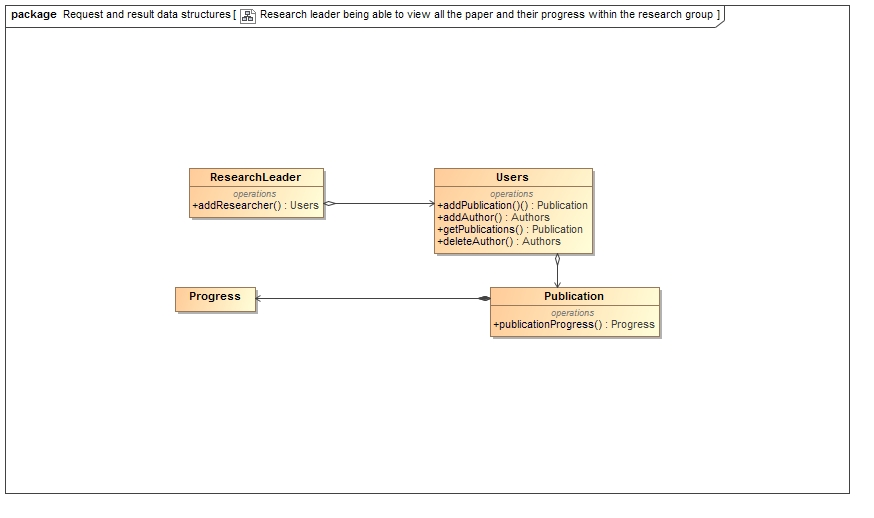 package Request and result data structures [ Research leader being able to view all the paper and their progress within the research group ]
ResearchLeader
operations
+addResearcher() : Users
Users
operations
+addPublication()() : Publication
+addAuthor() : Authors
+getPublications() : Publication
+deleteAuthor() : Authors
Progress
Publication
operations
+publicationProgress() : Progress